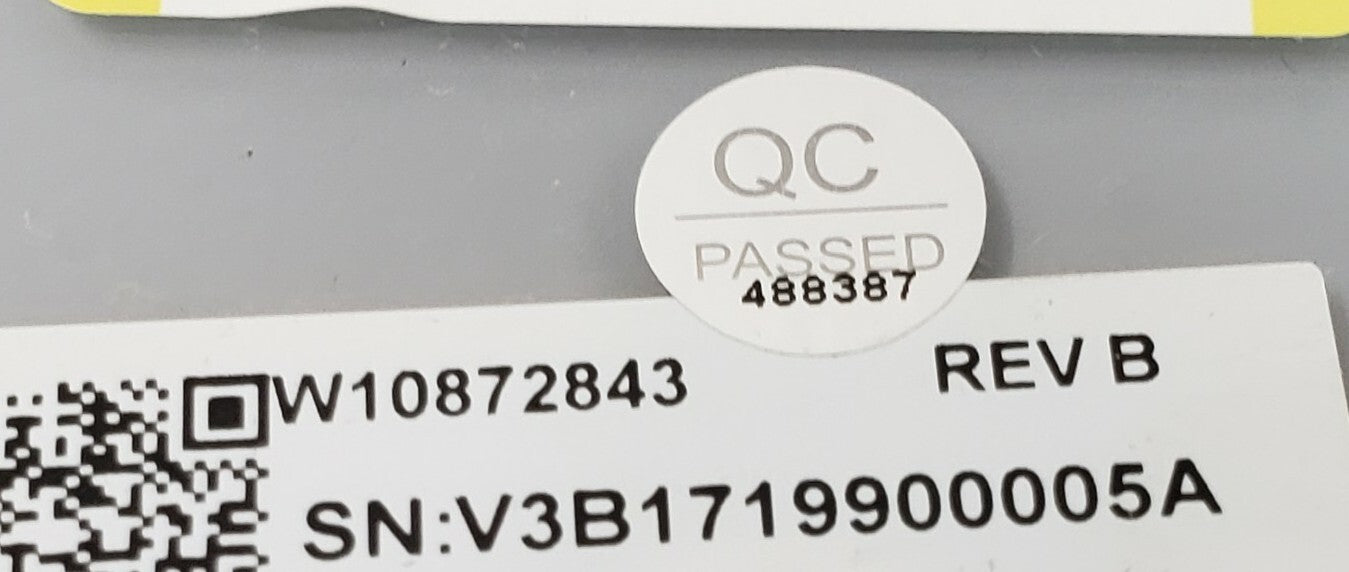 QC
PASSED
488387
W10872843 REV B
SN:V3B1719900005A